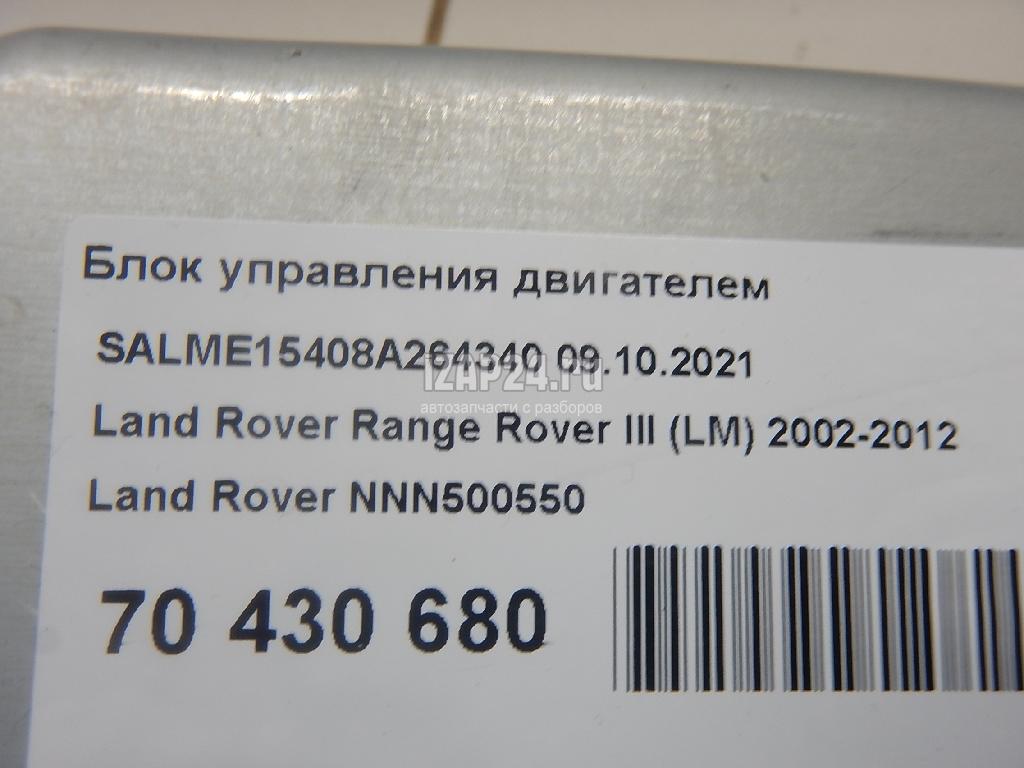 Блок управления двигателем
SALME15408A264340 09.10.2021
IZAP24.ru
автозапчасти с разборов
Land Rover Range Rover III (LM) 2002-2012
Land Rover NNN500550
70 430 680